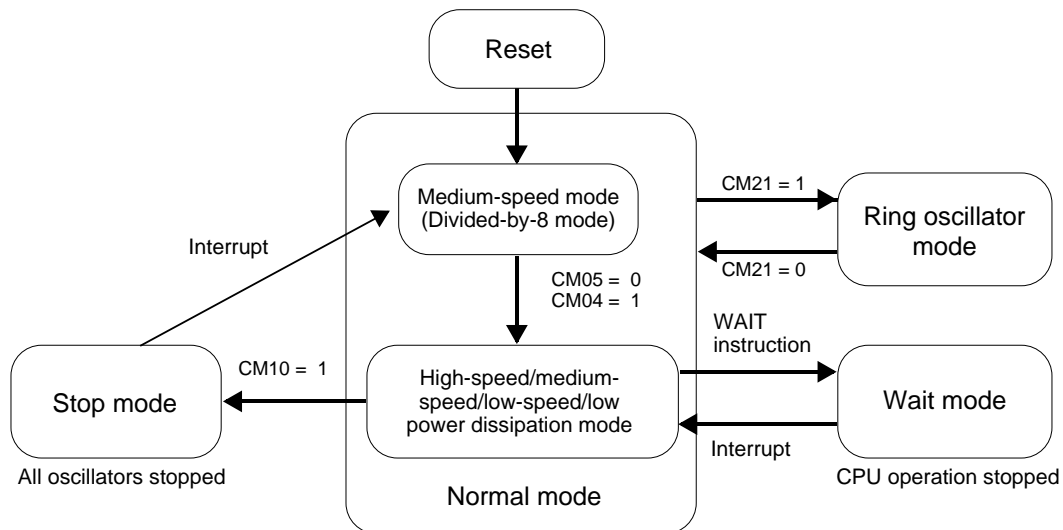 Reset
Medium-speed mode
(Divided-by-8 mode)
CM21 = 1
Ring oscillator
mode
CM21 = 0
Interrupt
CM05 = 0
CM04 = 1
WAIT
instruction
CM10 = 1
Stop mode
High-speed/medium-
speed/low-speed/low
power dissipation mode
Wait mode
Interrupt
All oscillators stopped
CPU operation stopped
Normal mode